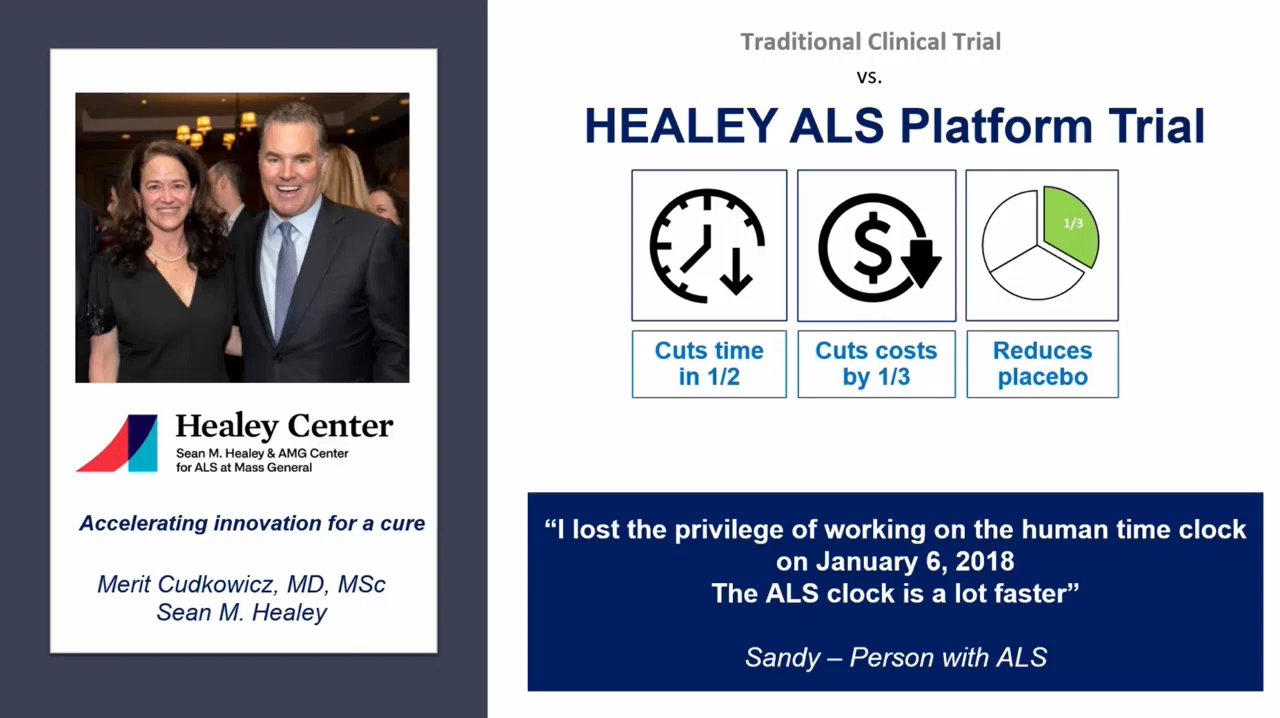 Healey Center
Sean M. Healey & AMG Center
for ALS at Mass General
Accelerating innovation for a cure
Merit Cudkowicz, MD, MSc
Sean M. Healey
Traditional Clinical Trial
vs.
HEALEY ALS Platform Trial
$
1/3
Cuts time
in 1/2
Cuts costs
by 1/3
Reduces
placebo
“I lost the privilege of working on the human time clock
on January 6, 2018
The ALS clock is a lot faster”
Sandy – Person with ALS